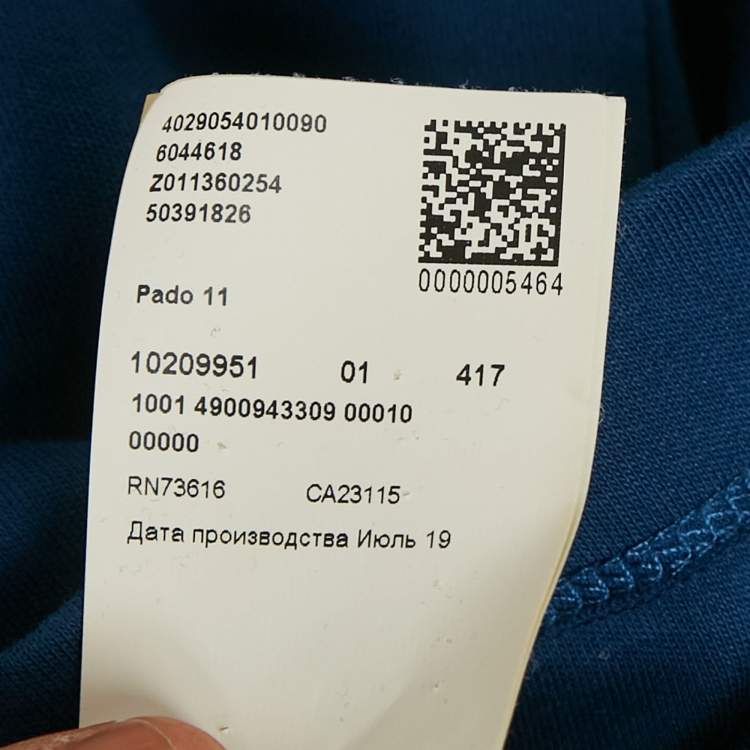 4029054010090
6044618
Z011360254
50391826
0000005464
Pado 11
10209951 01 417
1001 4900943309 00010
00000
RN73616 CA23115
Дата производства Июль 19